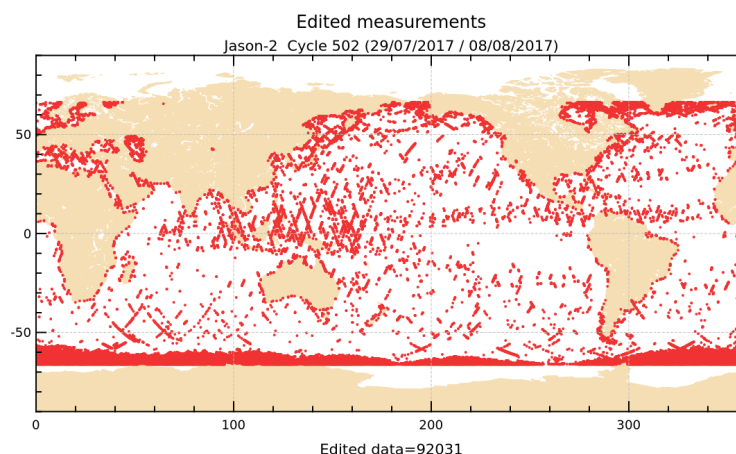 Edited measurements
Jason-2 Cycle 502 (29/07/2017 / 08/08/2017)
50
0
-50
0 100 200 300
Edited data=92031